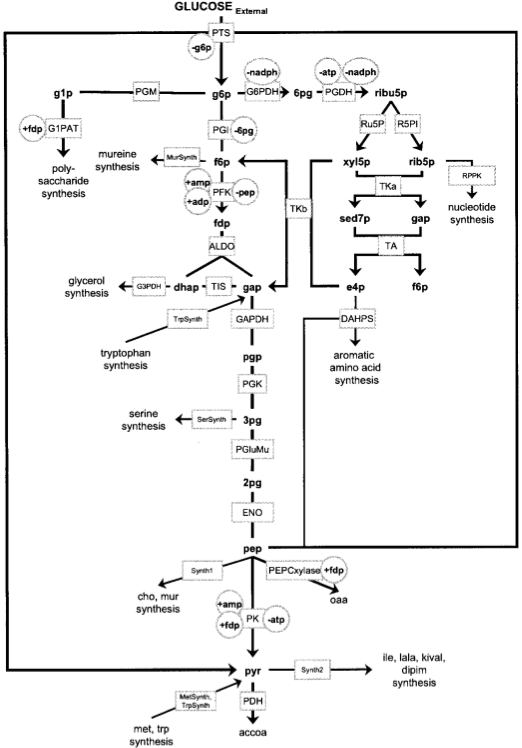 GLUCOSE External
PTS
-g6p
-nadph
-atp
-nadph
g1p
PGM
g6p
G6PDH
6pg
PGDH
ribu5p
+fdp
G1PAT
PGI
-6pg
Ru5P
R5PI
mureine
synthesis
MurSynth
f6p
xyl5p
rib5p
poly-
saccharide
synthesis
+amp
+adp
PFK
-pep
TKa
RPPK
nucleotide
synthesis
fdp
TKb
sed7p
gap
ALDO
TA
glycerol
synthesis
G3PDH
dhap
TIS
gap
e4p
f6p
TrpSynth
GAPDH
DAHPS
tryptophan
synthesis
aromatic
amino acid
synthesis
pgp
PGK
serine
synthesis
SerSynth
3pg
PGluMu
2pg
ENO
pep
Synth1
PEPCxylase
+fdp
cho, mur
synthesis
oaa
+amp
+fdp
PK
-atp
pyr
Synth2
ile, lala, kival,
dipim
synthesis
MetSynth,
TrpSynth
PDH
met, trp
synthesis
accoa